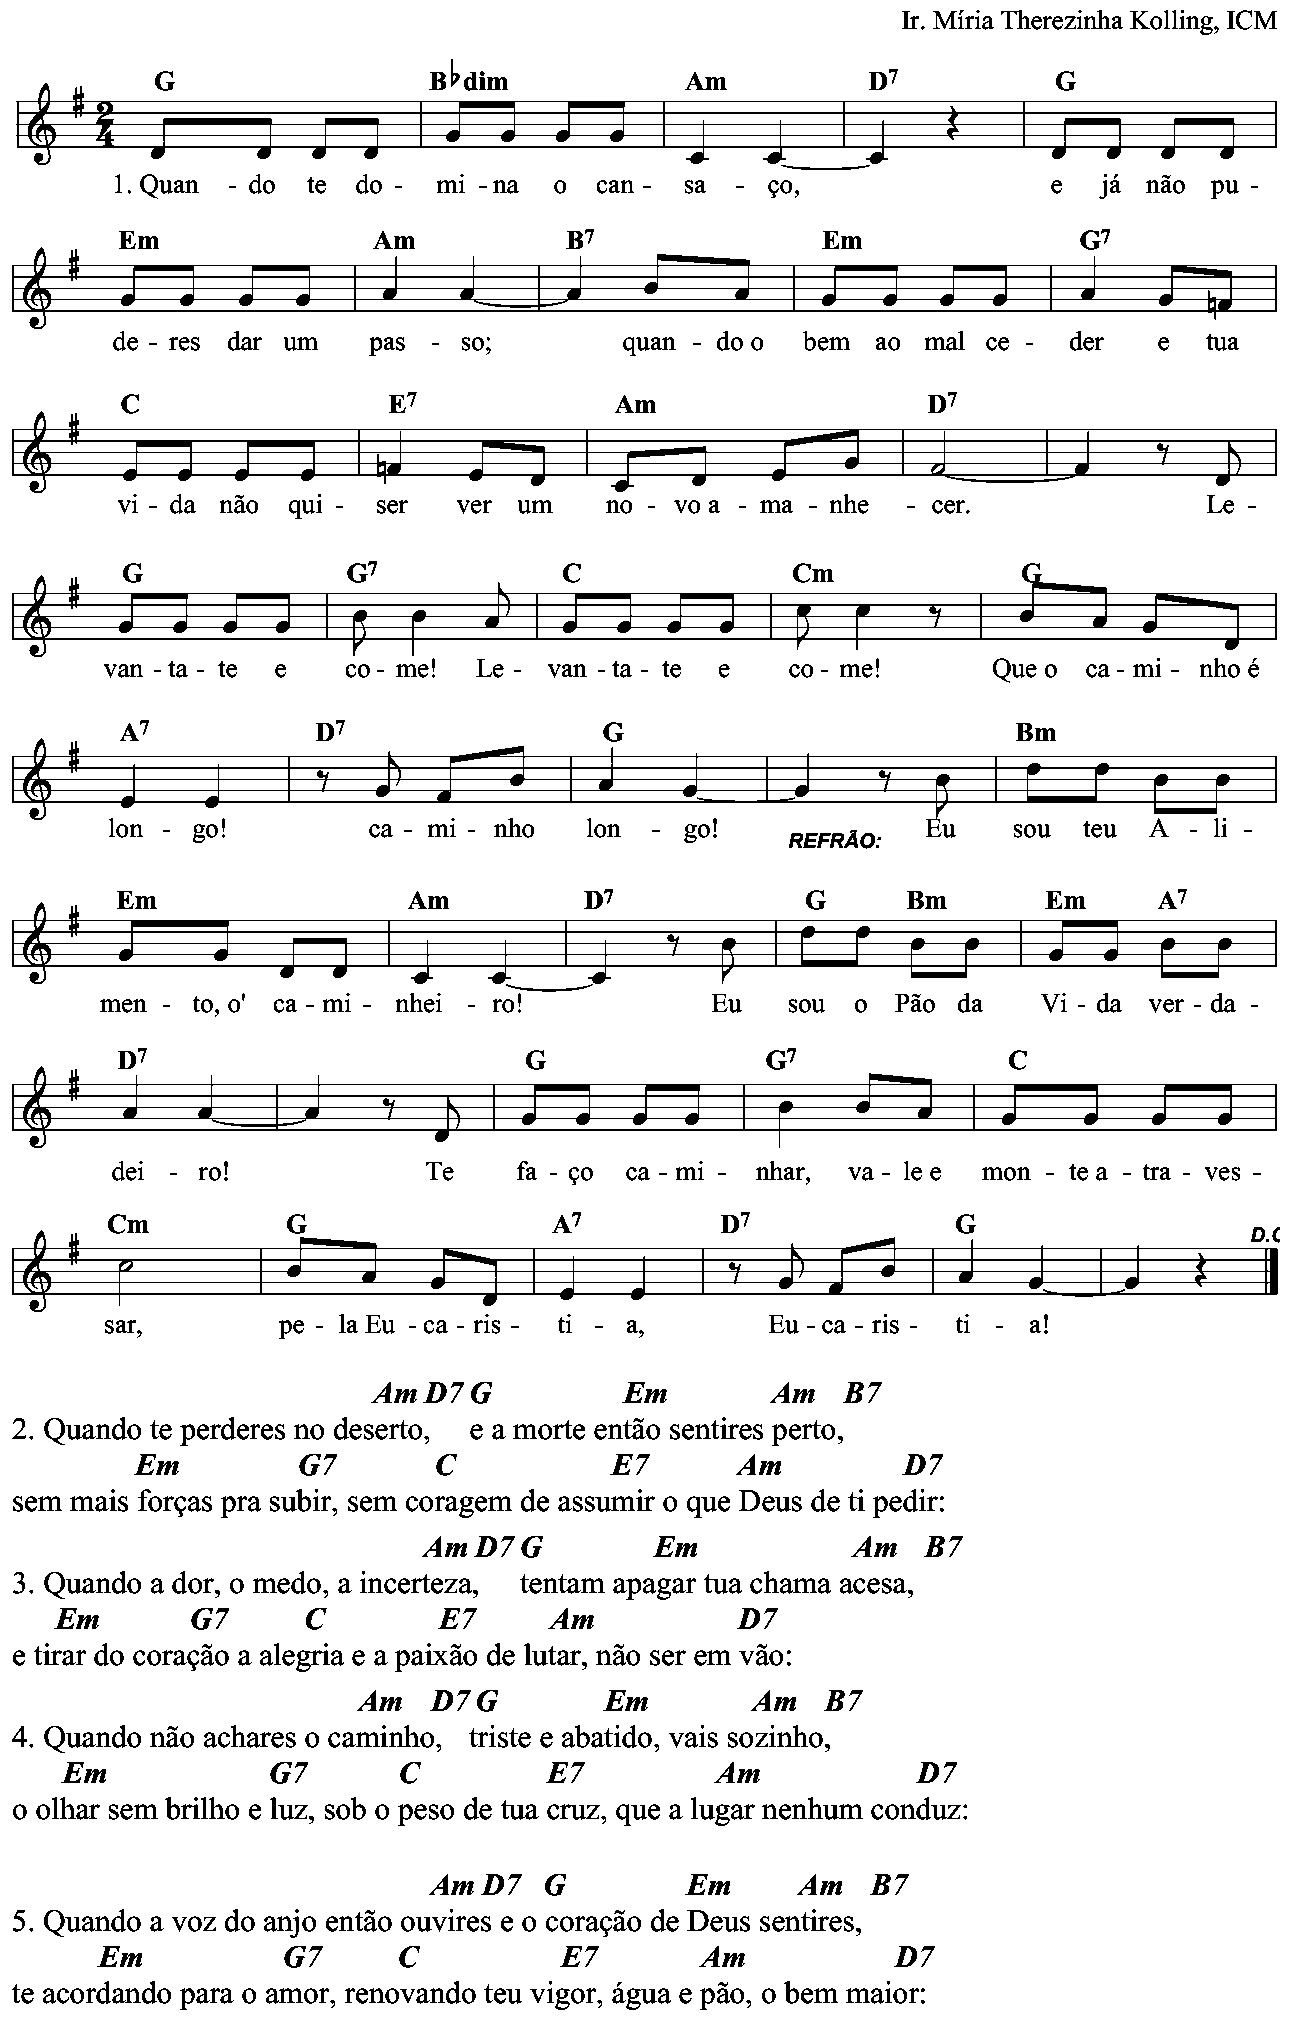 Ir. Míria Therezinha Kolling, ICM
G B♭dim Am D7 G
2/4
1. Quan - do te do - mi - na o can - sa - ço, e já não pu -
Em Am B7 Em G7
de - res dar um pas - so; quan - do o bem ao mal ce - der e tua
C E7 Am D7
vi - da não qui - ser ver um no - vo a - ma - nhe - cer. Le -
G G7 C Cm G
van - ta - te e co - me! Le - van - ta - te e co - me! Que o ca - mi - nho é
A7 D7 G Bm
lon - go! ca - mi - nho lon - go! REFRÃO: Eu sou teu A - li -
Em Am D7 G Bm Em A7
men - to, o' ca - mi - nhei - ro! Eu sou o Pão da Vi - da ver - da -
D7 G G7 C
dei - ro! Te fa - ço ca - mi - nhar, va - le e mon - te a - tra - ves -
Cm G A7 D7 G D.C
sar, pe - la Eu - ca - ris - ti - a, Eu - ca - ris - ti - a!
Am D7 G Em Am B7
2. Quando te perderes no deserto, e a morte então sentires perto,
Em G7 C E7 Am D7
sem mais forças pra subir, sem coragem de assumir o que Deus de ti pedir:
Am D7 G Em Am B7
3. Quando a dor, o medo, a incerteza, tentam apagar tua chama acesa,
Em G7 C E7 Am D7
e tirar do coração a alegria e a paixão de lutar, não ser em vão:
Am D7 G Em Am B7
4. Quando não achares o caminho, triste e abatido, vais sozinho,
Em G7 C E7 Am D7
o olhar sem brilho e luz, sob o peso de tua cruz, que a lugar nenhum conduz:
Am D7 G Em Am B7
5. Quando a voz do anjo então ouvires e o coração de Deus sentires,
Em G7 C E7 Am D7
te acordando para o amor, renovando teu vigor, água e pão, o bem maior: